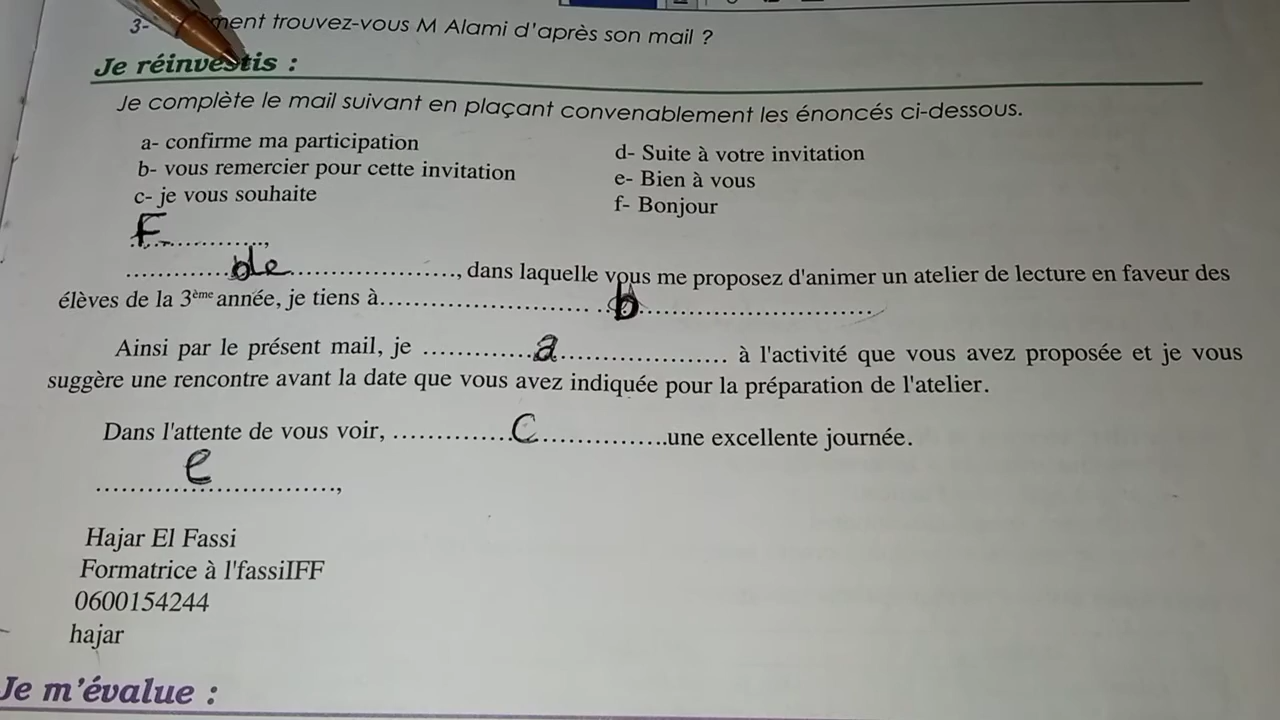 3- ment trouvez-vous M Alami d'après son mail ?
Je réinvestis :
Je complète le mail suivant en plaçant convenablement les énoncés ci-dessous.
a- confirme ma participation
b- vous remercier pour cette invitation
c- je vous souhaite
d- Suite à votre invitation
e- Bien à vous
f- Bonjour
F
...................,
.............................................., dans laquelle vous me proposez d'animer un atelier de lecture en faveur des
élèves de la 3ème année, je tiens à.............................. b..............................
Ainsi par le présent mail, je .............a...................... à l'activité que vous avez proposée et je vous
suggère une rencontre avant la date que vous avez indiquée pour la préparation de l'atelier.
Dans l'attente de vous voir, ..............C................une excellente journée.
e
..............................,
Hajar El Fassi
Formatrice à l'fassiIFF
0600154244
hajar
Je m'évalue :